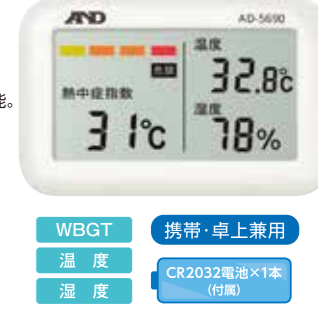 AND AD-5690
能。
危険
温度
32.8℃
熱中症指数
31℃
湿度
78%
WBGT
携帯・卓上兼用
温 度
CR2032電池×1本
(付属)
湿 度